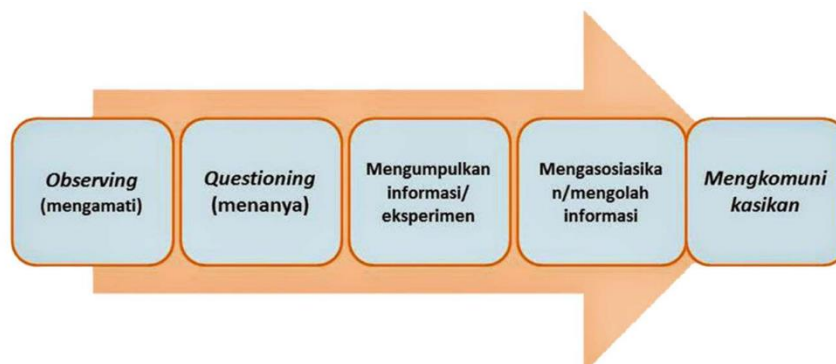 Observing
(mengamati)
Questioning
(menanya)
Mengumpulkan
informasi/
eksperimen
Mengasosiasika
n/mengolah
informasi
Mengkomuni
kasikan